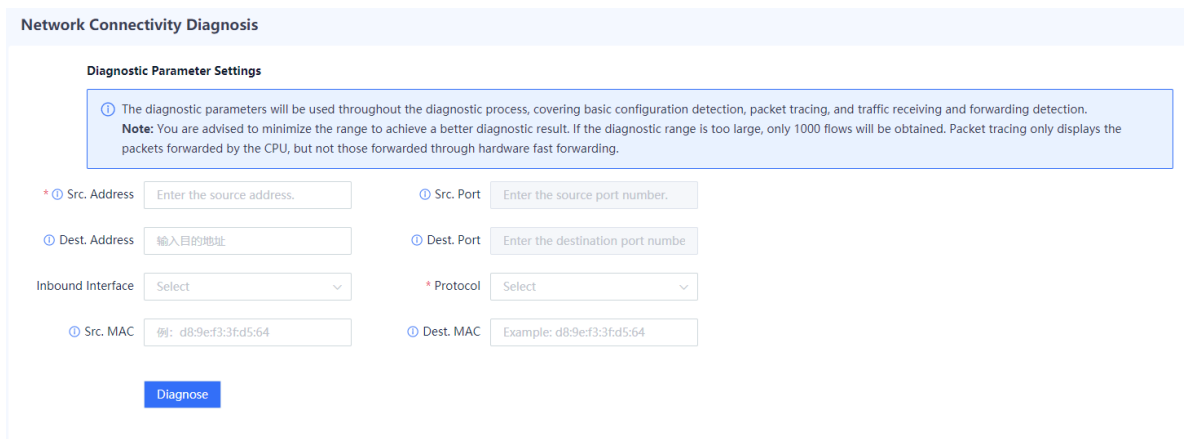 Network Connectivity Diagnosis
Diagnostic Parameter Settings
The diagnostic parameters will be used throughout the diagnostic process, covering basic configuration detection, packet tracing, and traffic receiving and forwarding detection.
Note: You are advised to minimize the range to achieve a better diagnostic result. If the diagnostic range is too large, only 1000 flows will be obtained. Packet tracing only displays the
packets forwarded by the CPU, but not those forwarded through hardware fast forwarding.
* Src. Address Enter the source address. Src. Port Enter the source port number.
Dest. Address 输入目的地址 Dest. Port Enter the destination port numbe
Inbound Interface Select * Protocol Select
Src. MAC 例：d8:9e:f3:3f:d5:64 Dest. MAC Example: d8:9e:f3:3f:d5:64
Diagnose